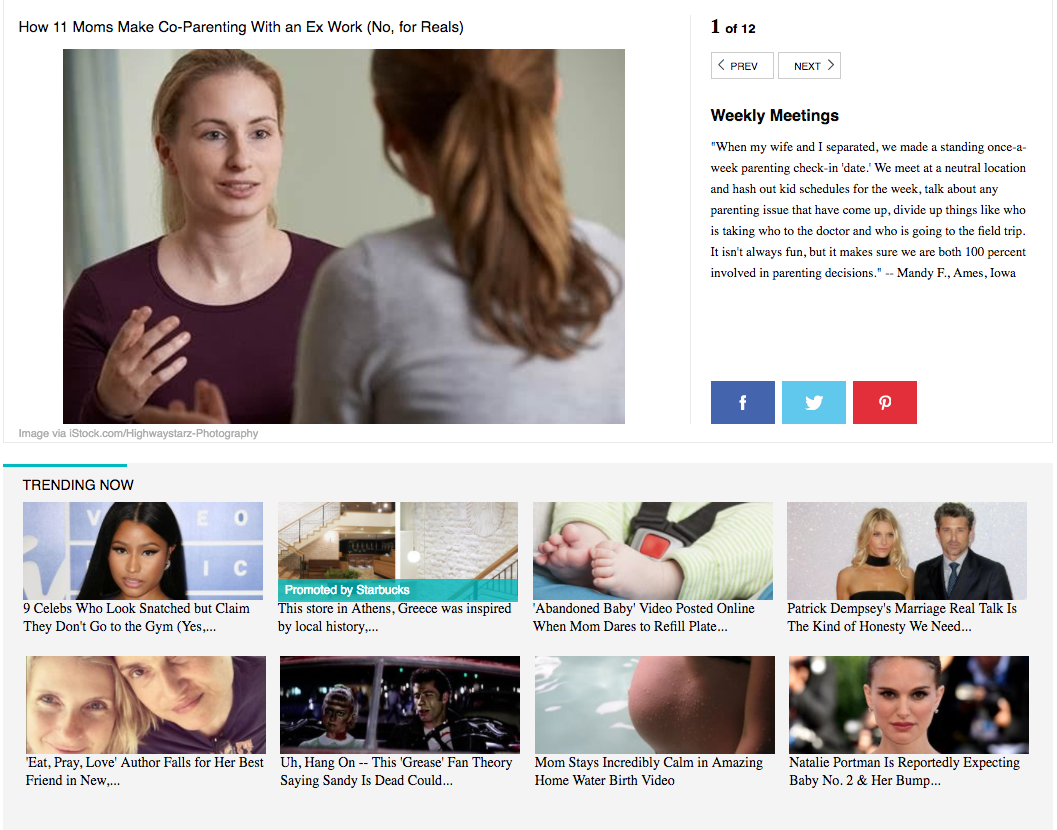 How 11 Moms Make Co-Parenting With an Ex Work (No, for Reals)
1 of 12
PREV
NEXT
Weekly Meetings
"When my wife and I separated, we made a standing once-a-
week parenting check-in 'date.' We meet at a neutral location
and hash out kid schedules for the week, talk about any
parenting issue that have come up, divide up things like who
is taking who to the doctor and who is going to the field trip.
It isn't always fun, but it makes sure we are both 100 percent
involved in parenting decisions." -- Mandy F., Ames, Iowa
Image via iStock.com/Highwaystarz-Photography
TRENDING NOW
V E O
I C
9 Celebs Who Look Snatched but Claim
They Don't Go to the Gym (Yes,...
Promoted by Starbucks
This store in Athens, Greece was inspired
by local history,...
'Abandoned Baby' Video Posted Online
When Mom Dares to Refill Plate...
Patrick Dempsey's Marriage Real Talk Is
The Kind of Honesty We Need...
'Eat, Pray, Love' Author Falls for Her Best
Friend in New,...
Uh, Hang On -- This 'Grease' Fan Theory
Saying Sandy Is Dead Could...
Mom Stays Incredibly Calm in Amazing
Home Water Birth Video
Natalie Portman Is Reportedly Expecting
Baby No. 2 & Her Bump...